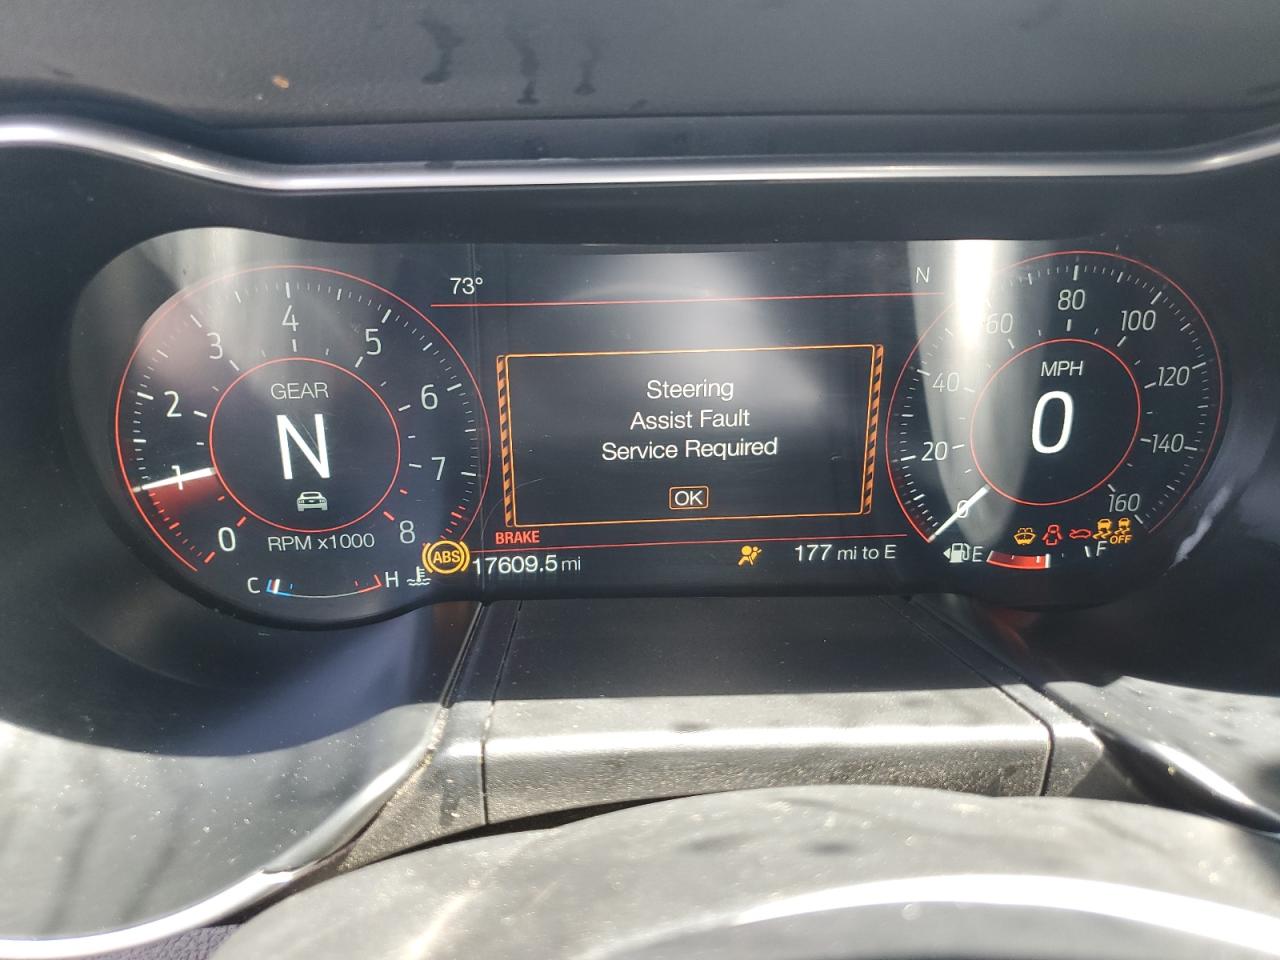 73°
N
4
3
5
2
6
1
7
0
8
GEAR
N
RPM x1000
C
H
ABS
BRAKE
17609.5 mi
Steering
Assist Fault
Service Required
OK
177 mi to E
80
60
100
40
120
20
140
0
160
MPH
0
OFF
E
F